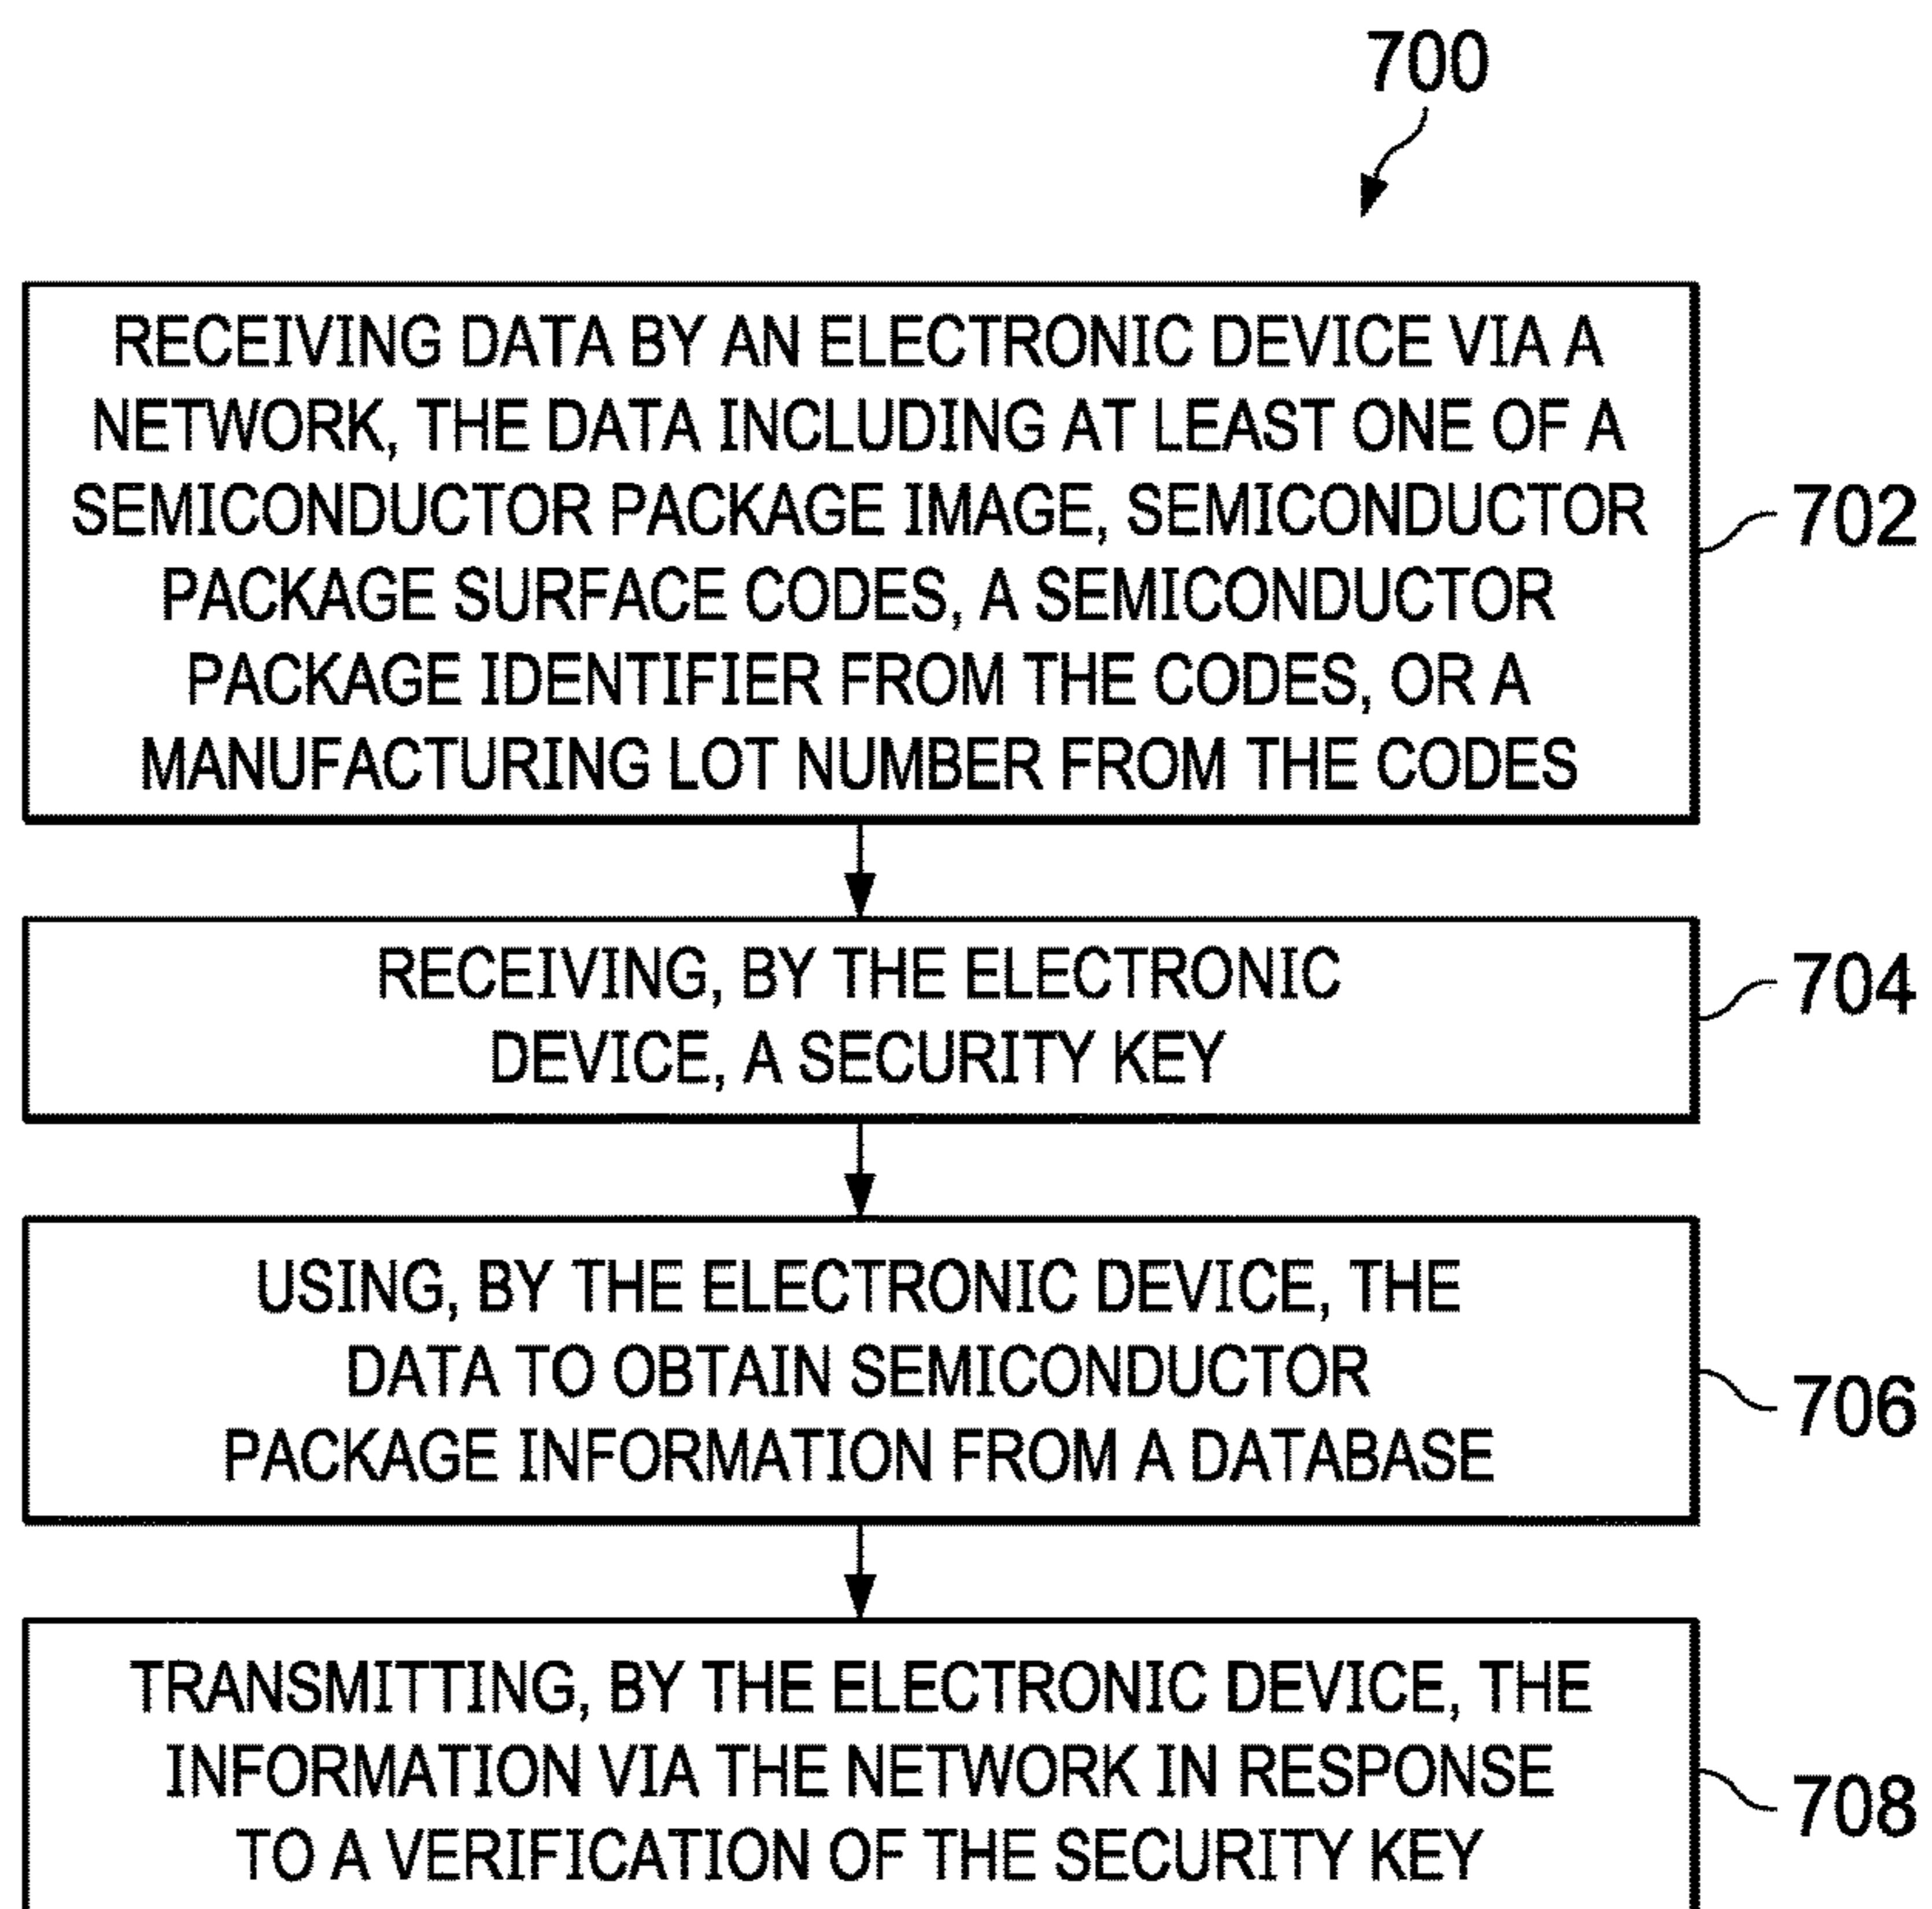 700
RECEIVING DATA BY AN ELECTRONIC DEVICE VIA A
NETWORK, THE DATA INCLUDING AT LEAST ONE OF A
SEMICONDUCTOR PACKAGE IMAGE, SEMICONDUCTOR
PACKAGE SURFACE CODES, A SEMICONDUCTOR
PACKAGE IDENTIFIER FROM THE CODES, OR A
MANUFACTURING LOT NUMBER FROM THE CODES
702
RECEIVING, BY THE ELECTRONIC
DEVICE, A SECURITY KEY
704
USING, BY THE ELECTRONIC DEVICE, THE
DATA TO OBTAIN SEMICONDUCTOR
PACKAGE INFORMATION FROM A DATABASE
706
TRANSMITTING, BY THE ELECTRONIC DEVICE, THE
INFORMATION VIA THE NETWORK IN RESPONSE
TO A VERIFICATION OF THE SECURITY KEY
708